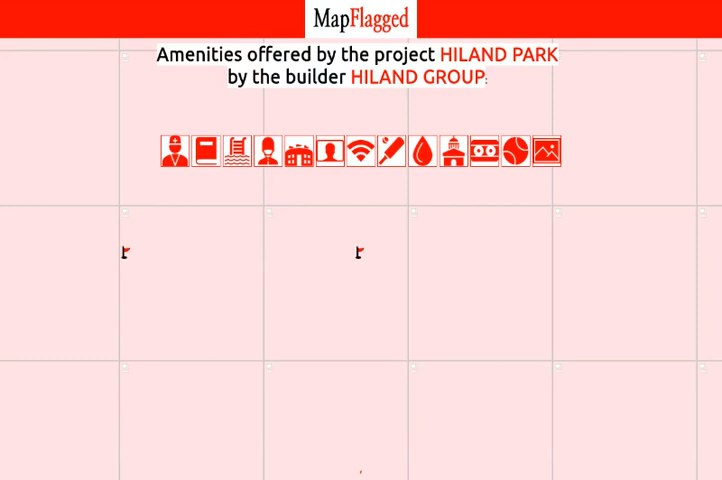 MapFlagged
Amenities offered by the project HILAND PARK
by the builder HILAND GROUP: